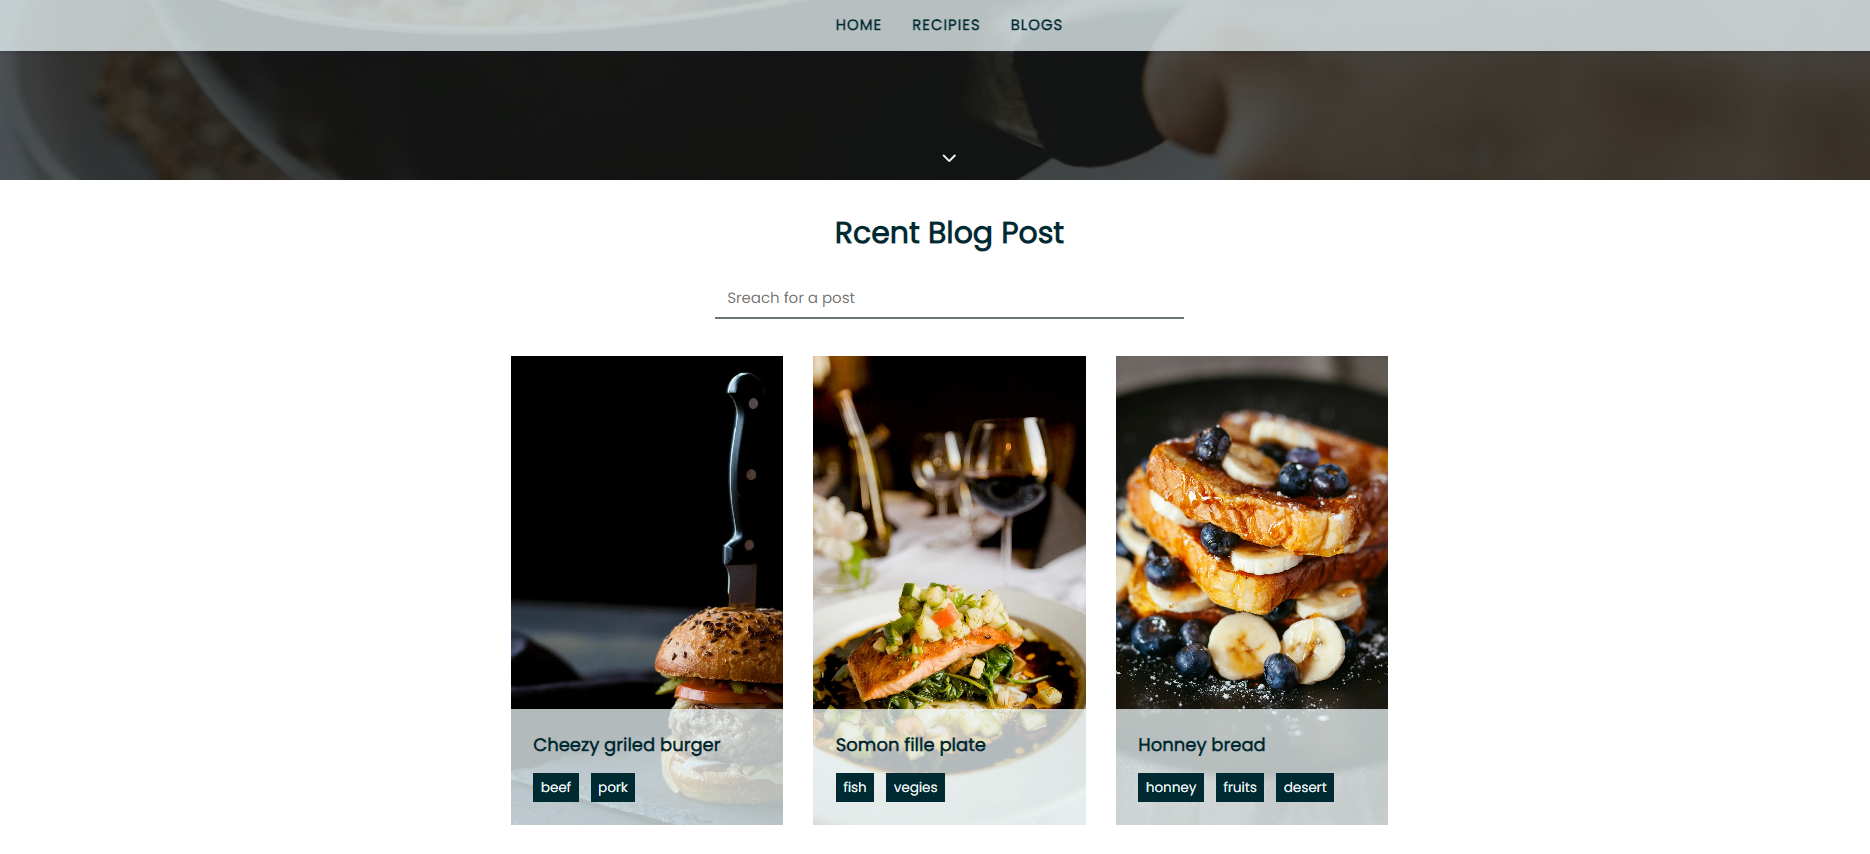 HOME RECIPIES BLOGS
Rcent Blog Post
Sreach for a post
Cheezy griled burger
beef pork
Somon fille plate
fish vegies
Honney bread
honney fruits desert